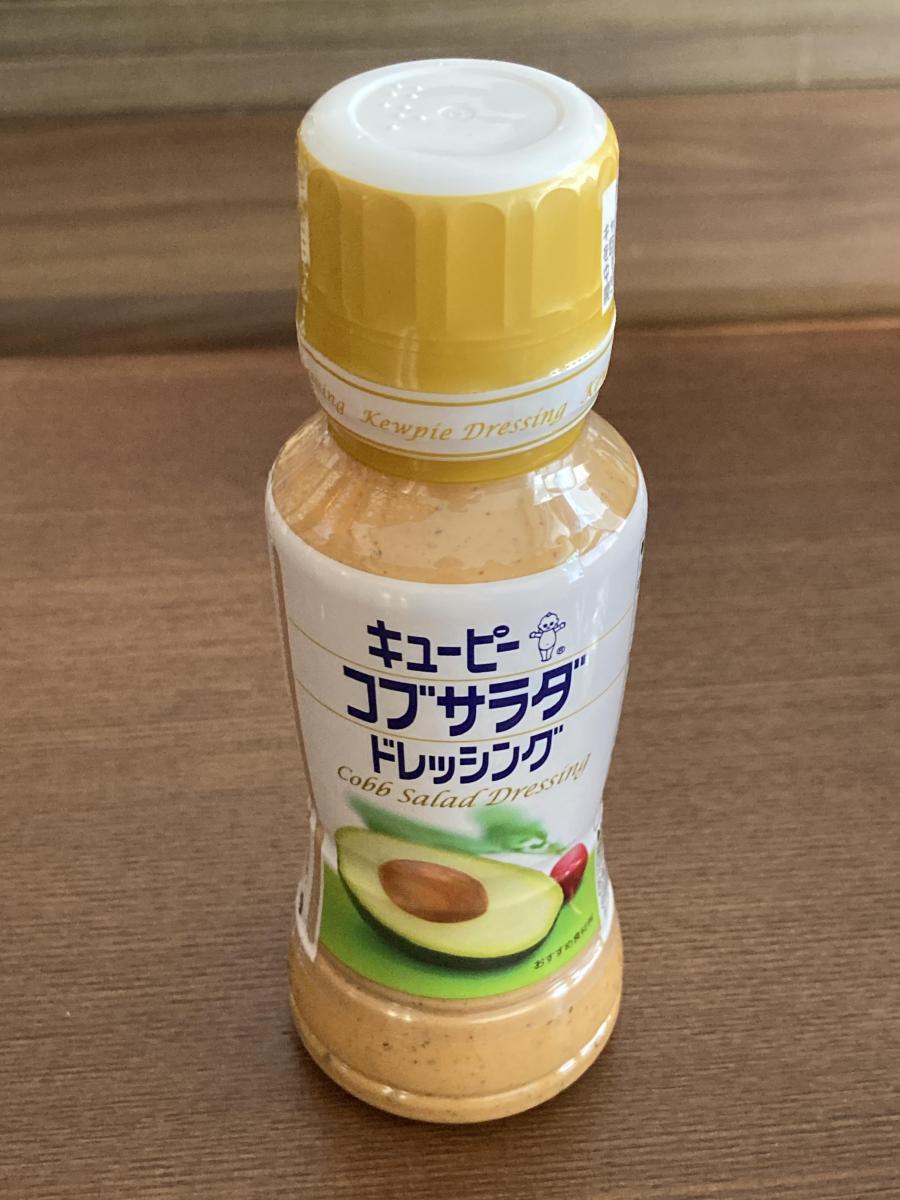 Kewpie Dressing
キューピー
®
コブサラダ
ドレッシング
Cobb Salad Dressing